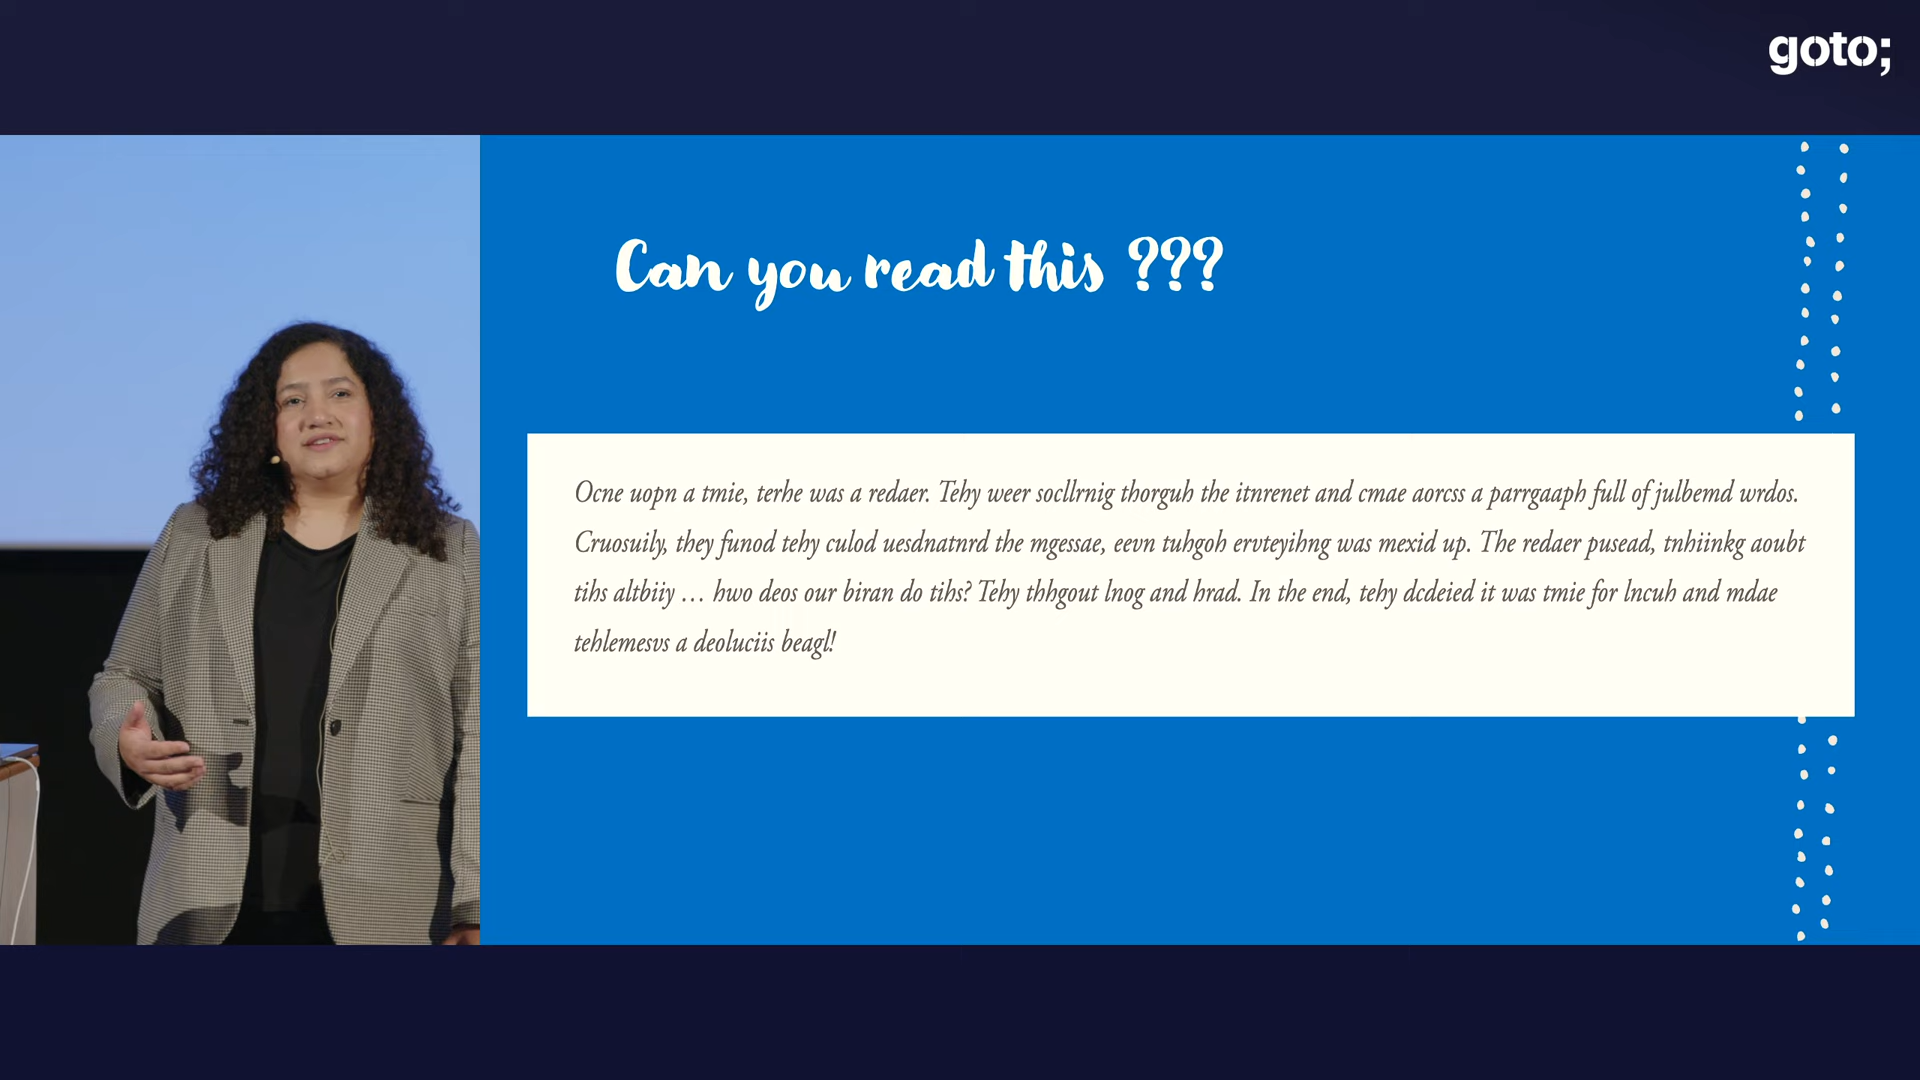 goto;
Can you read this ???
Ocne uopn a tmie, terhe was a redaer. Tehy weer socllrnig thorguh the itnrenet and cmae aorcss a parrgaaph full of julbemd wrdos.
Cruosuily, they funod tehy culod uesdnatnrd the mgessae, eevn tuhgoh ervteyihng was mexid up. The redaer pusead, tnhiinkg aoubt
tihs altbiiy … hwo deos our biran do tihs? Tehy thhgout lnog and hrad. In the end, tehy dcdeied it was tmie for lncuh and mdae
tehlemesvs a deoluciis beagl!